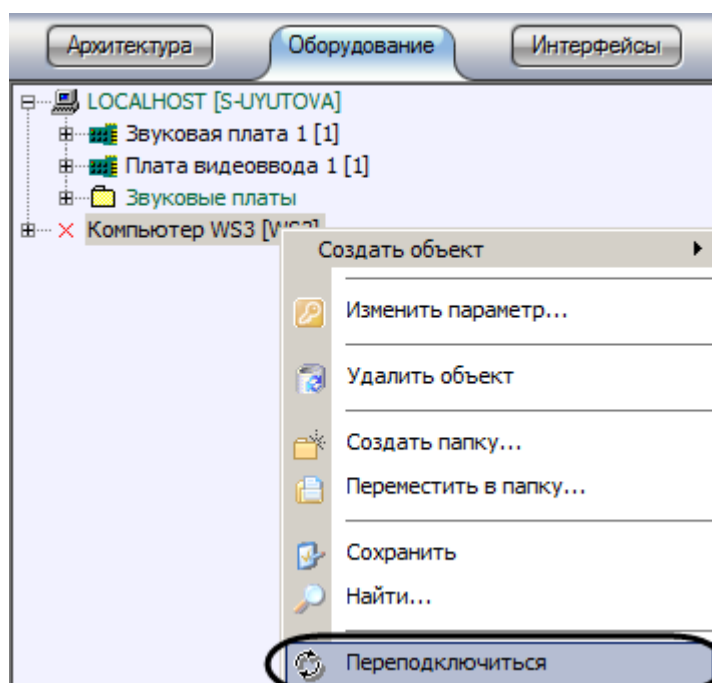 Архитектура Оборудование Интерфейсы
LOCALHOST [S-UYUTOVA]
Звуковая плата 1 [1]
Плата видеоввода 1 [1]
Звуковые платы
Компьютер WS3 [WS3]
Создать объект
Изменить параметр...
Удалить объект
Создать папку...
Переместить в папку...
Сохранить
Найти...
Переподключиться